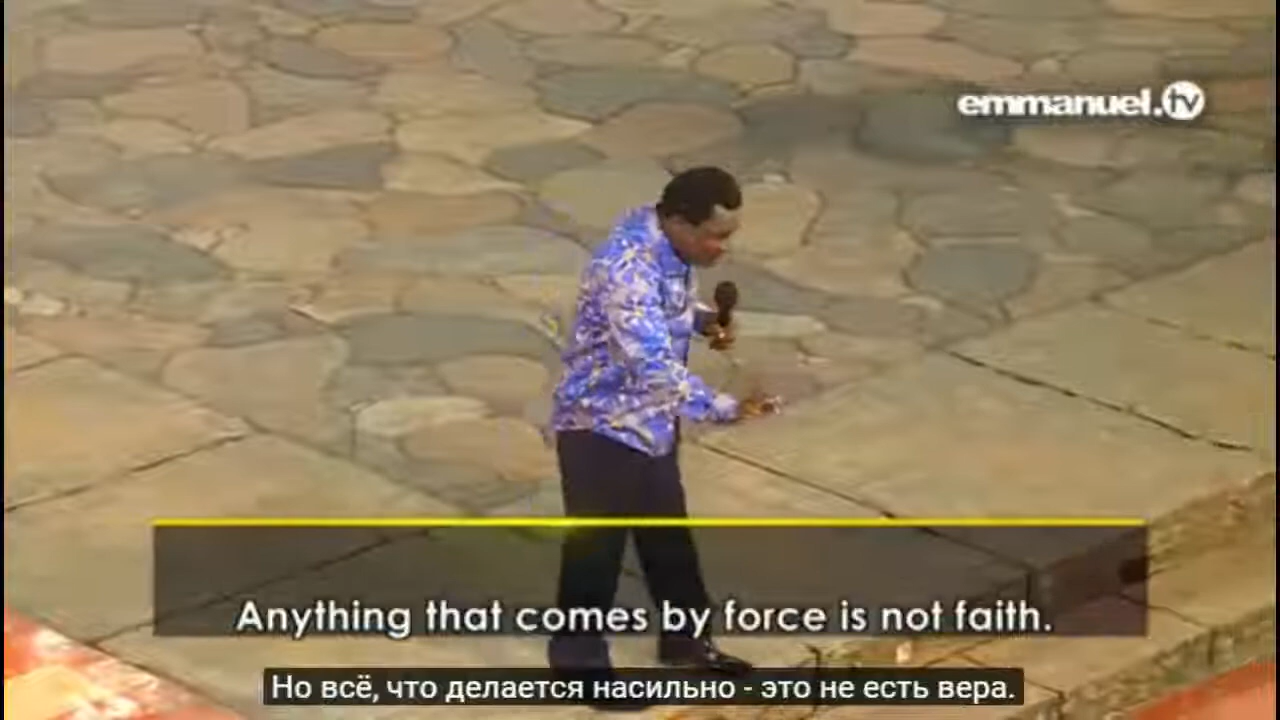 emmanuel.tv
Anything that comes by force is not faith.
Но всё, что делается насильно - это не есть вера.